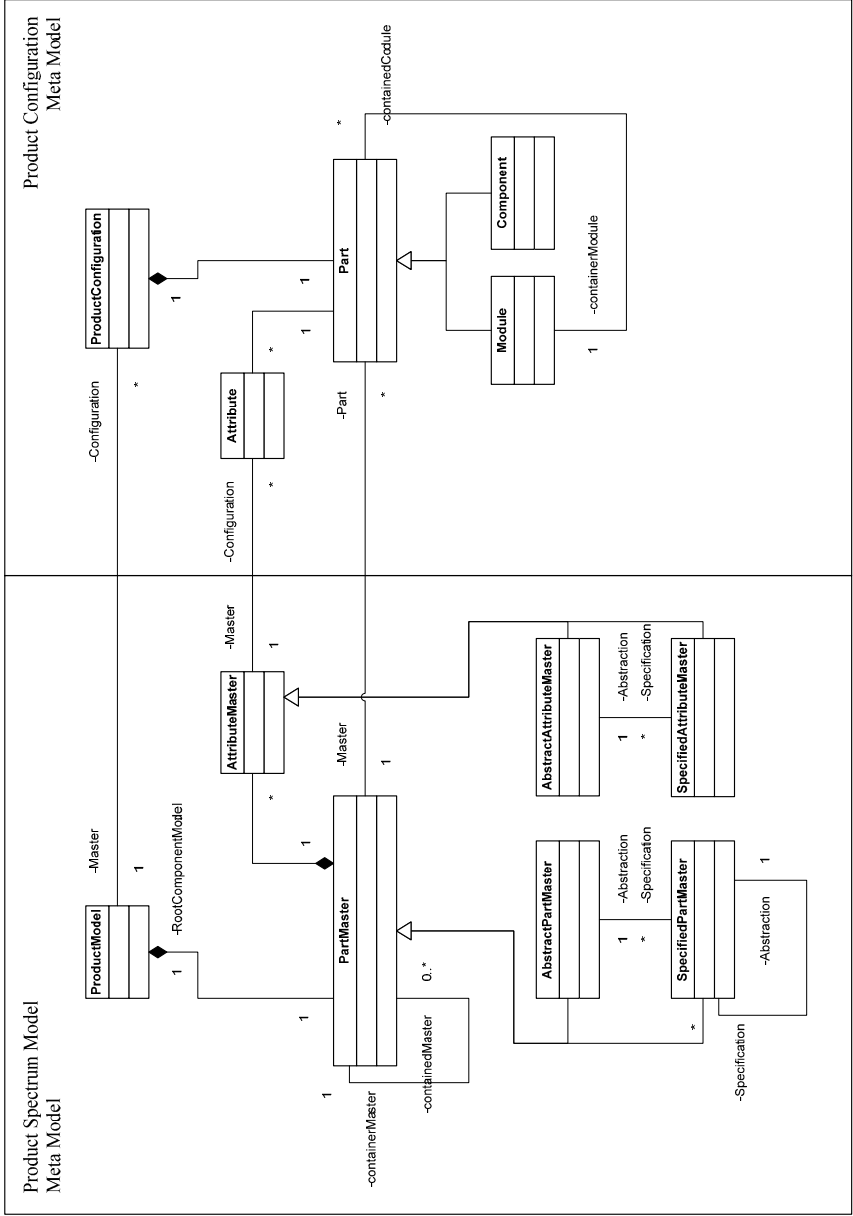 Product Spectrum Model
Meta Model
Product Configuration
Meta Model
ProductModel
-Master
1
-Configuration
*
ProductConfiguration
1
-RootComponentModel
1
1
1
AttributeMaster
-Master
1
-Configuration
*
Attribute
*
1
*
1
PartMaster
-Master
1
-Part
*
Part
*
-containedCodule
1
-containerMaster
-containedMaster
0..*
AbstractPartMaster
1
-Abstraction
*
-Specification
SpecifiedPartMaster
*
-Specification
1
-Abstraction
AbstractAttributeMaster
1
-Abstraction
*
-Specification
SpecifiedAttributeMaster
Module
1
-containerModule
Component